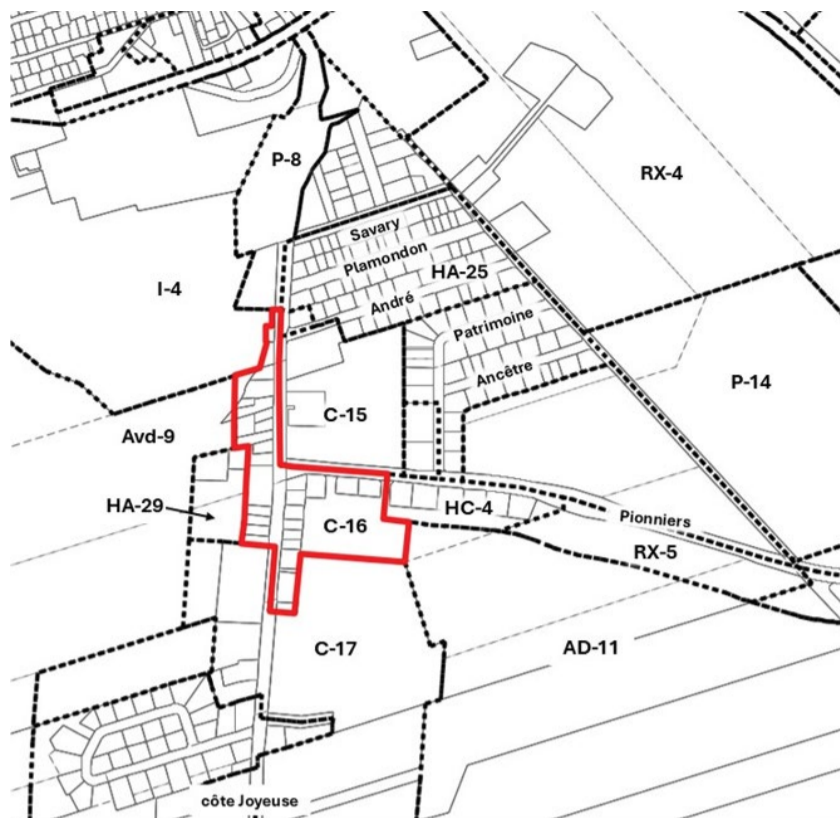 P-8
RX-4
Savary
Plamondon
HA-25
I-4
André
Patrimoine
Ancêtre
P-14
C-15
Avd-9
HA-29
C-16
HC-4
Pionniers
RX-5
C-17
AD-11
côte Joyeuse